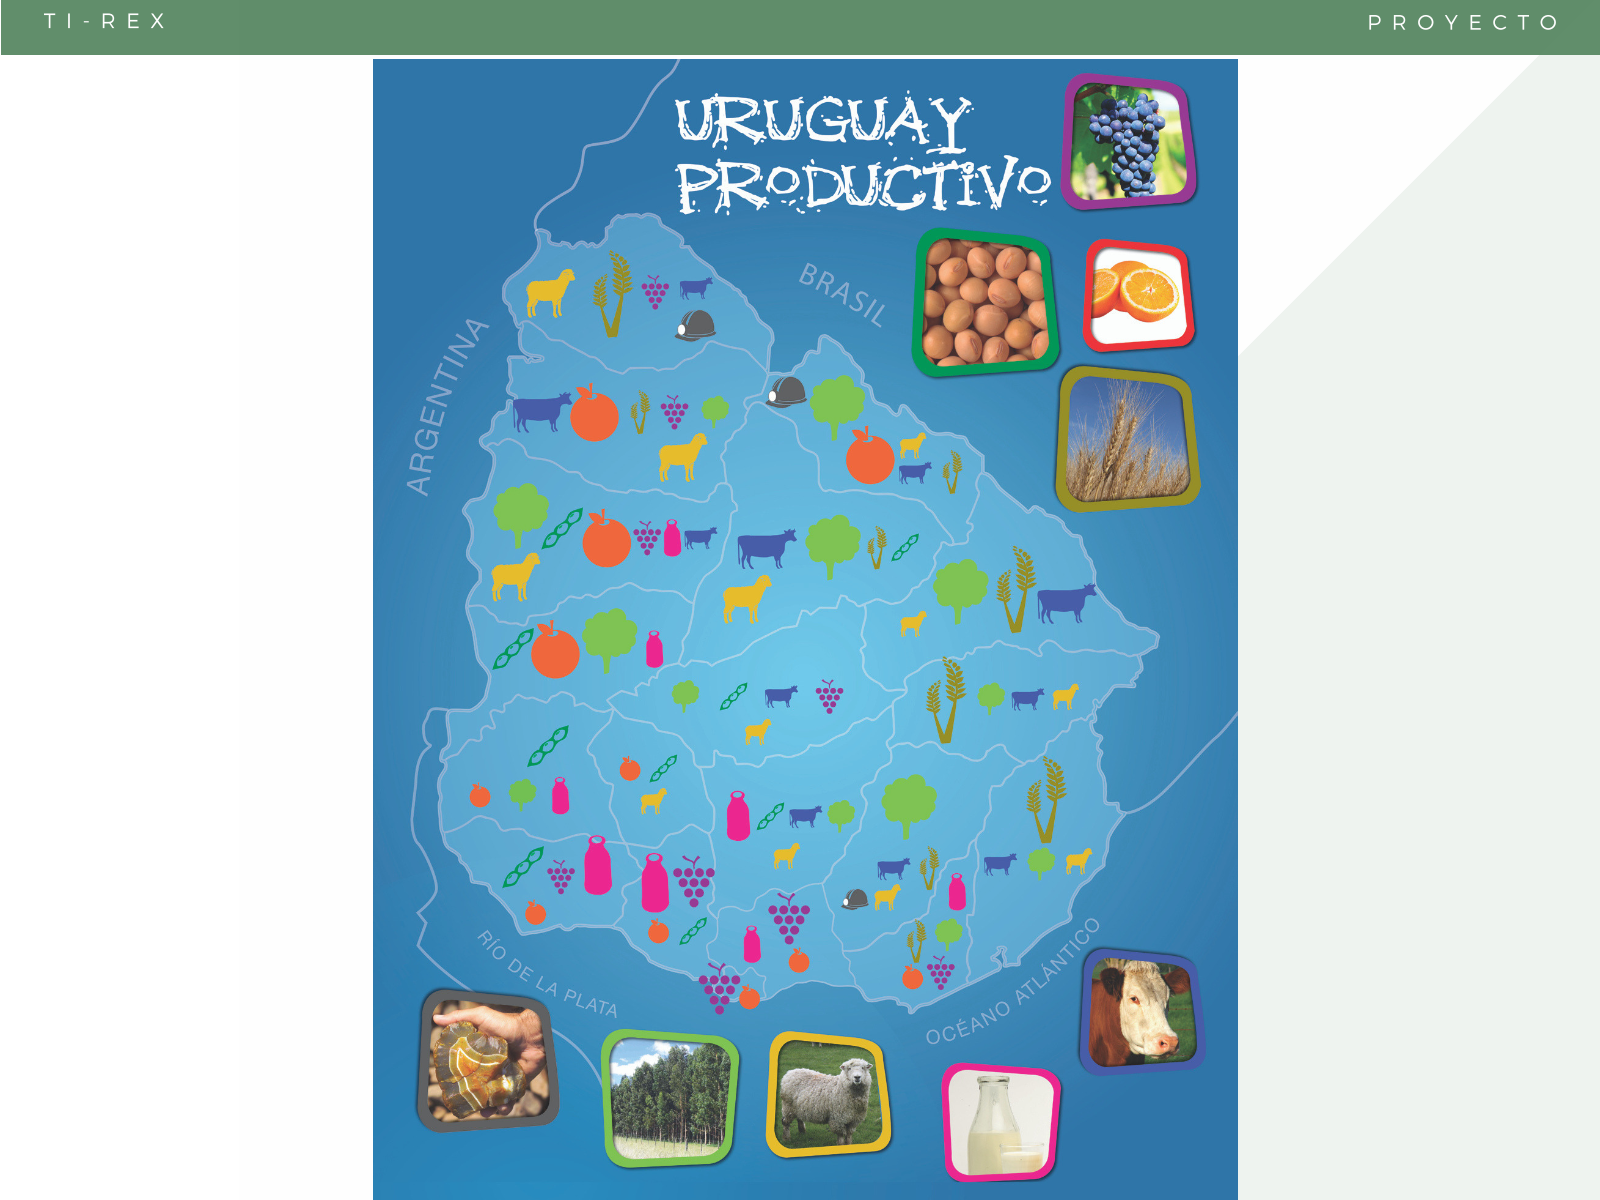 TI-REX
PROYECTO
URUGUAY
PRODUCTIVO
BRASIL
ARGENTINA
RÍO DE LA PLATA
OCÉANO ATLÁNTICO